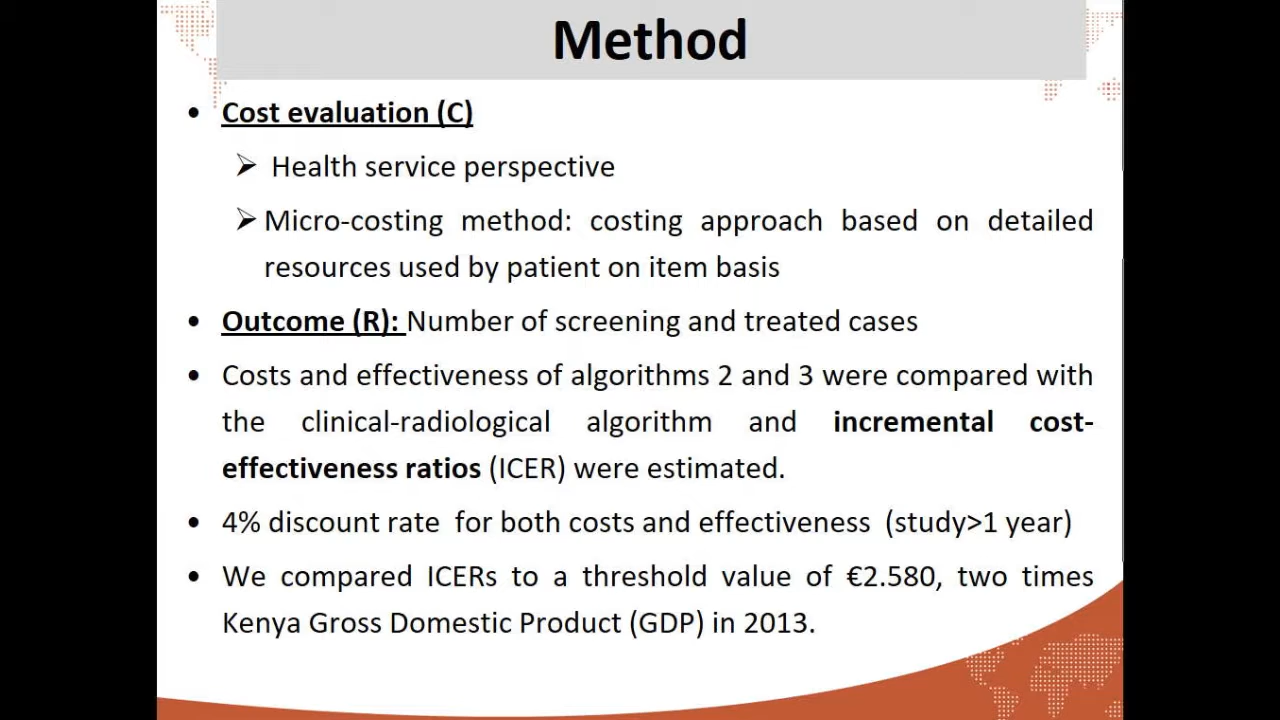 Method
• Cost evaluation (C)
➢ Health service perspective
➢ Micro-costing method: costing approach based on detailed
resources used by patient on item basis
• Outcome (R): Number of screening and treated cases
• Costs and effectiveness of algorithms 2 and 3 were compared with
the clinical-radiological algorithm and incremental cost-
effectiveness ratios (ICER) were estimated.
• 4% discount rate for both costs and effectiveness (study>1 year)
• We compared ICERs to a threshold value of €2.580, two times
Kenya Gross Domestic Product (GDP) in 2013.